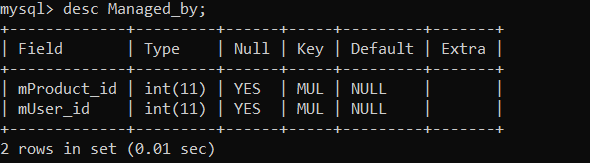 mysql> desc Managed_by;
+-------------+---------+------+-----+---------+-------+
| Field       | Type    | Null | Key | Default | Extra |
+-------------+---------+------+-----+---------+-------+
| mProduct_id | int(11) | YES  | MUL | NULL    |       |
| mUser_id    | int(11) | YES  | MUL | NULL    |       |
+-------------+---------+------+-----+---------+-------+
2 rows in set (0.01 sec)